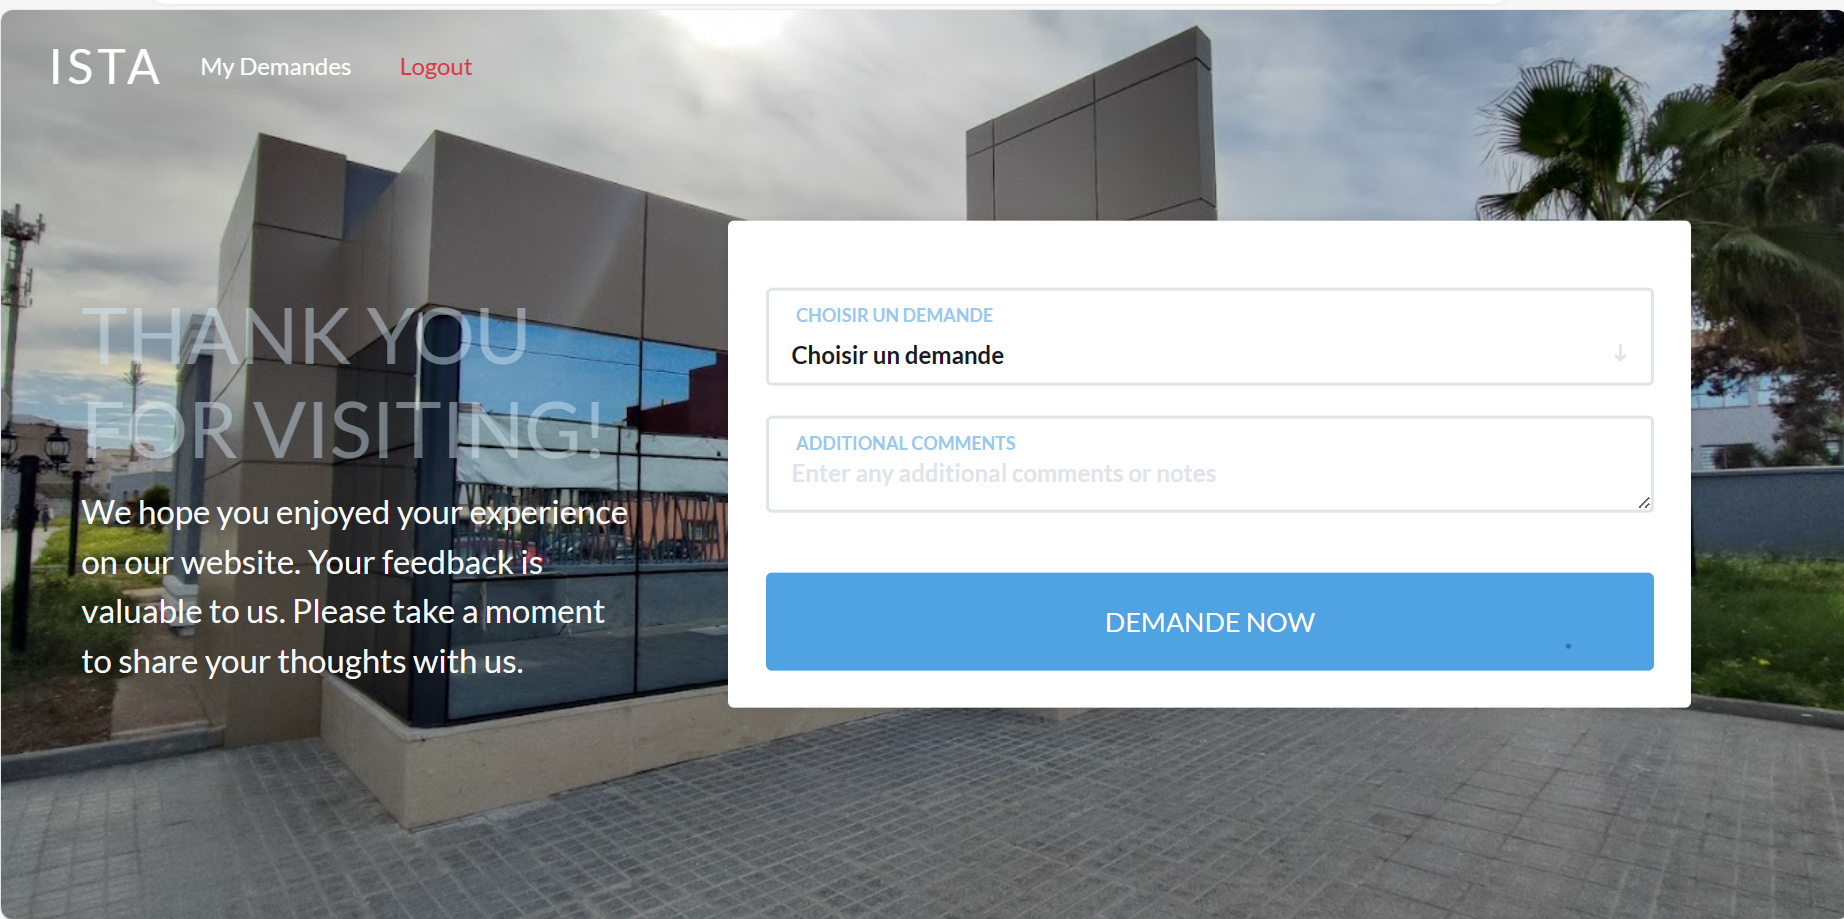 ISTA My Demandes Logout
THANK YOU
FOR VISITING!
We hope you enjoyed your experience
on our website. Your feedback is
valuable to us. Please take a moment
to share your thoughts with us.
CHOISIR UN DEMANDE
Choisir un demande
ADDITIONAL COMMENTS
Enter any additional comments or notes
DEMANDE NOW